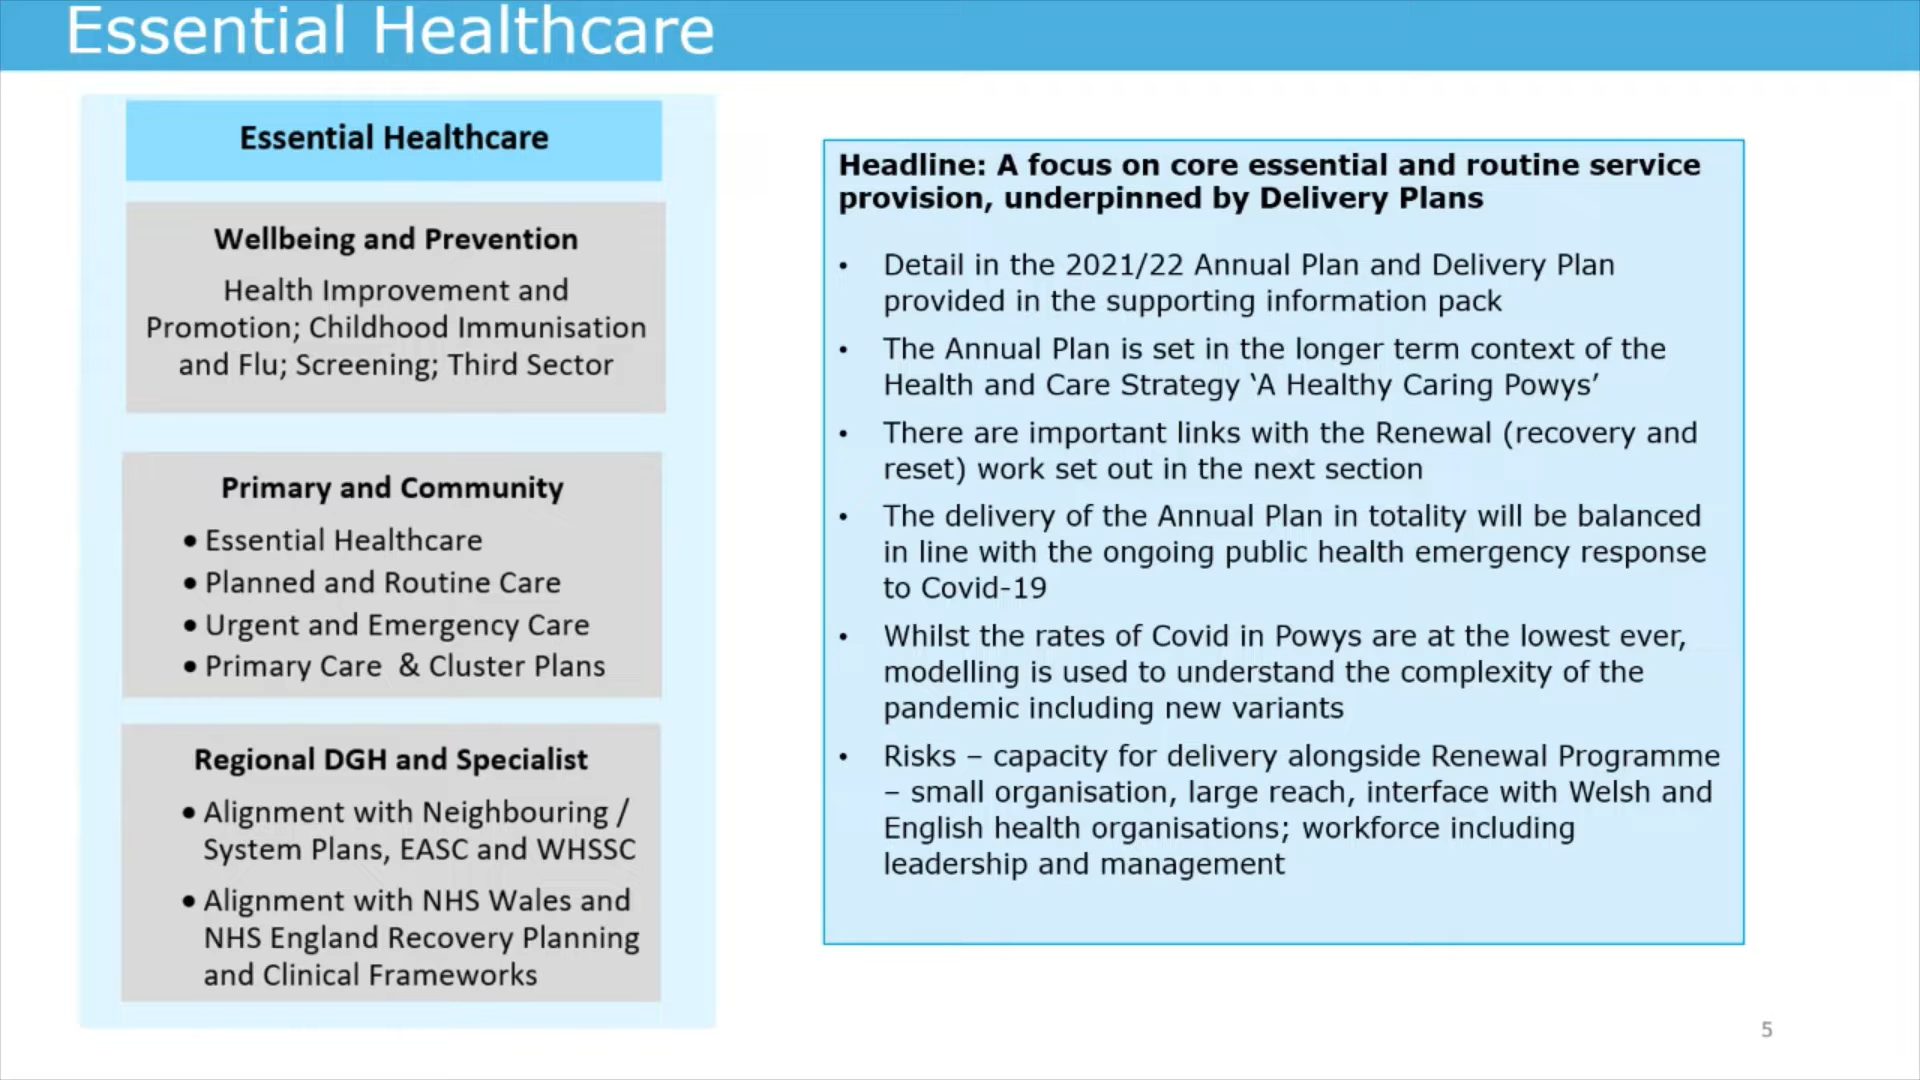 Essential Healthcare
Essential Healthcare
Wellbeing and Prevention
Health Improvement and
Promotion; Childhood Immunisation
and Flu; Screening; Third Sector
Primary and Community
• Essential Healthcare
• Planned and Routine Care
• Urgent and Emergency Care
• Primary Care & Cluster Plans
Regional DGH and Specialist
• Alignment with Neighbouring /
System Plans, EASC and WHSSC
• Alignment with NHS Wales and
NHS England Recovery Planning
and Clinical Frameworks
Headline: A focus on core essential and routine service
provision, underpinned by Delivery Plans
• Detail in the 2021/22 Annual Plan and Delivery Plan
provided in the supporting information pack
• The Annual Plan is set in the longer term context of the
Health and Care Strategy ‘A Healthy Caring Powys’
• There are important links with the Renewal (recovery and
reset) work set out in the next section
• The delivery of the Annual Plan in totality will be balanced
in line with the ongoing public health emergency response
to Covid-19
• Whilst the rates of Covid in Powys are at the lowest ever,
modelling is used to understand the complexity of the
pandemic including new variants
• Risks – capacity for delivery alongside Renewal Programme
– small organisation, large reach, interface with Welsh and
English health organisations; workforce including
leadership and management
5